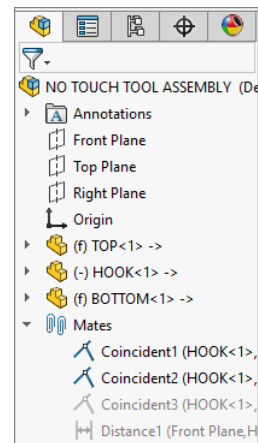 NO TOUCH TOOL ASSEMBLY (De
A Annotations
Front Plane
Top Plane
Right Plane
Origin
(f) TOP<1> ->
(-) HOOK<1> ->
(f) BOTTOM<1> ->
Mates
Coincident1 (HOOK<1>,
Coincident2 (HOOK<1>,
Coincident3 (HOOK<1>,
Distance1 (Front Plane,H